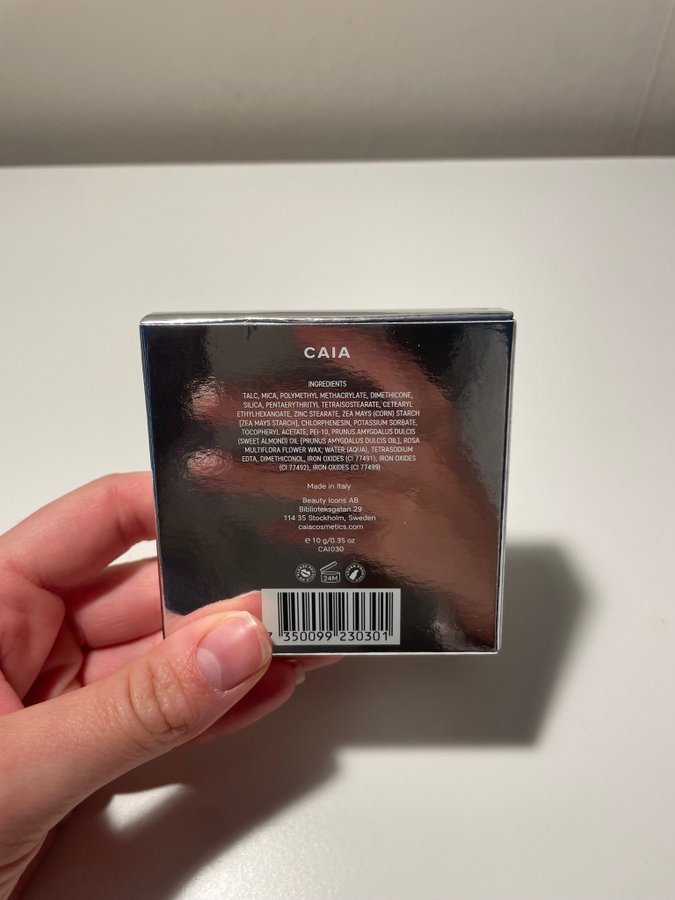 CAIA
INGREDIENTS
TALC, MICA, POLYMETHYL METHACRYLATE, DIMETHICONE,
SILICA, PENTAERYTHRITYL TETRAISOSTEARATE, CETEARYL
ETHYLHEXANOATE, ZINC STEARATE, ZEA MAYS (CORN) STARCH
[ZEA MAYS STARCH], CHLORPHENESIN, POTASSIUM SORBATE,
TOCOPHERYL ACETATE, PEI-10, PRUNUS AMYGDALUS DULCIS
(SWEET ALMOND) OIL [PRUNUS AMYGDALUS DULCIS OIL], ROSA
MULTIFLORA FLOWER WAX, WATER (AQUA), TETRASODIUM
EDTA, DIMETHICONOL, IRON OXIDES (CI 77491), IRON OXIDES
(CI 77492), IRON OXIDES (CI 77499)
Made in Italy
Beauty Icons AB
Biblioteksgatan 29
114 35 Stockholm, Sweden
caiacosmetics.com
℮ 10 g/0.35 oz
CAI030
24M
7 350099 230301